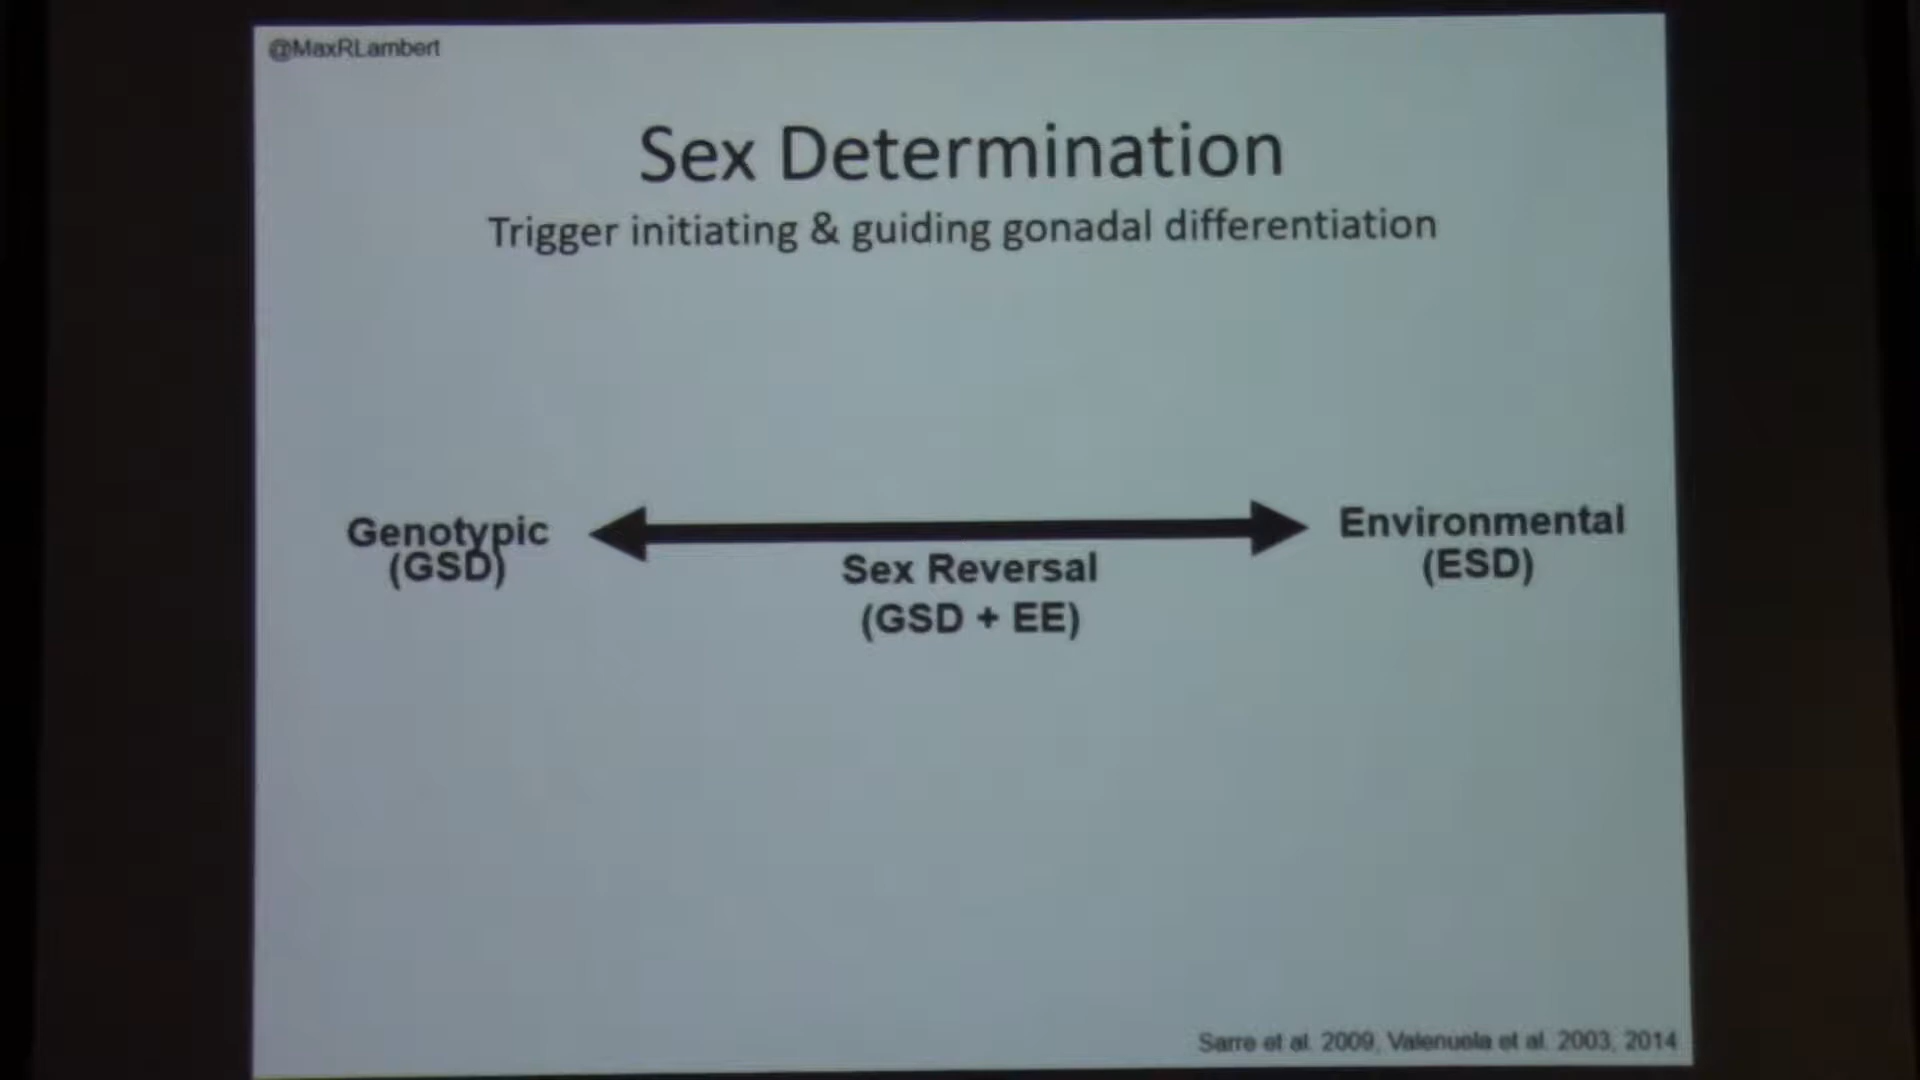 @MaxRLambert
Sex Determination
Trigger initiating & guiding gonadal differentiation
Genotypic
(GSD)
Environmental
(ESD)
Sex Reversal
(GSD + EE)
Sarre et al. 2009, Valenuela et al. 2003, 2014